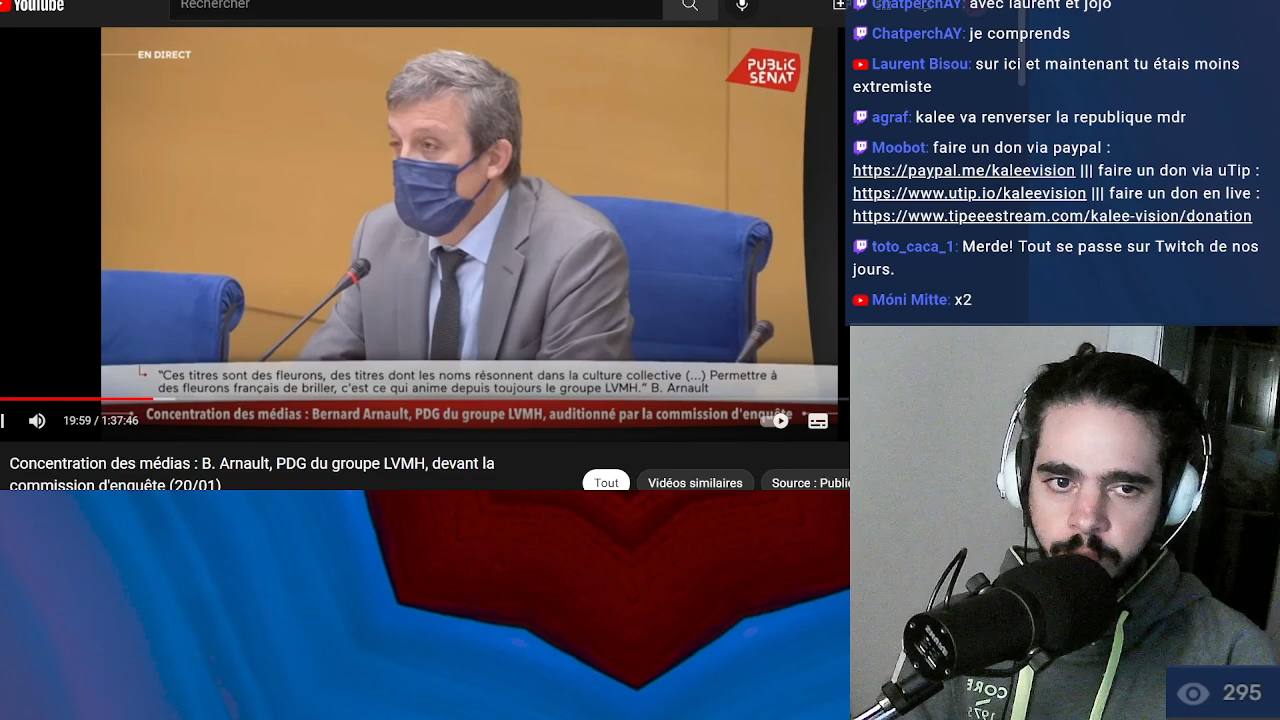 YouTube
Rechercher
EN DIRECT
PUBLIC
SÉNAT
"Ces titres sont des fleurons, des titres dont les noms résonnent dans la culture collective (...) Permettre à
des fleurons français de briller, c'est ce qui anime depuis toujours le groupe LVMH." B. Arnault
Concentration des médias : Bernard Arnault, PDG du groupe LVMH, auditionné par la commission d'enquête
19:59 / 1:37:46
Concentration des médias : B. Arnault, PDG du groupe LVMH, devant la
commission d'enquête (20/01)
Tout
Vidéos similaires
Source : Public
ChatperchAY: avec laurent et jojo
ChatperchAY: je comprends
Laurent Bisou: sur ici et maintenant tu étais moins
extremiste
agraf: kalee va renverser la republique mdr
Moobot: faire un don via paypal :
https://paypal.me/kaleevision ||| faire un don via uTip :
https://www.utip.io/kaleevision ||| faire un don en live :
https://www.tipeeestream.com/kalee-vision/donation
toto_caca_1: Merde! Tout se passe sur Twitch de nos
jours.
Móni Mitte: x2
CORE
295